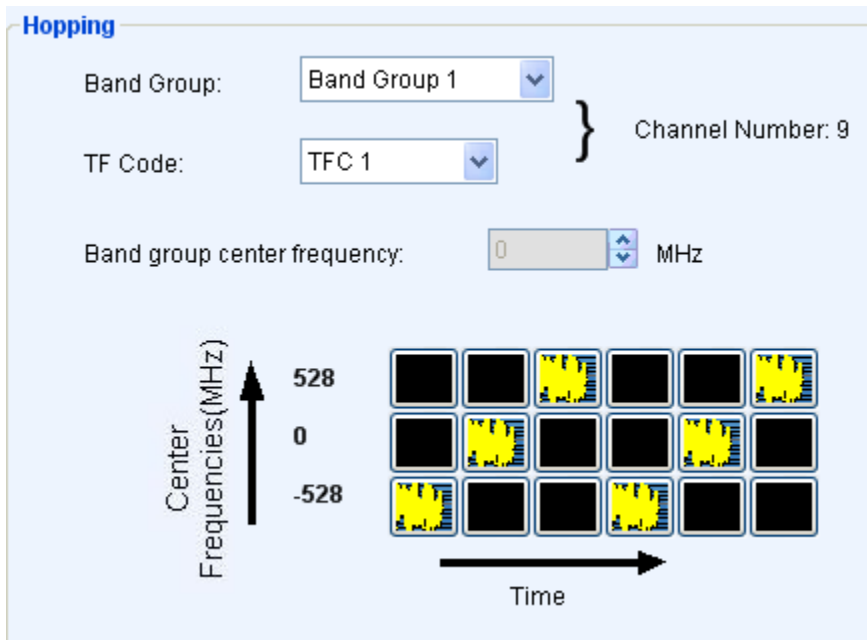 Hopping
Band Group: Band Group 1
Channel Number: 9
TF Code: TFC 1
Band group center frequency: 0 MHz
Center
Frequencies(MHz)
528
0
-528
Time